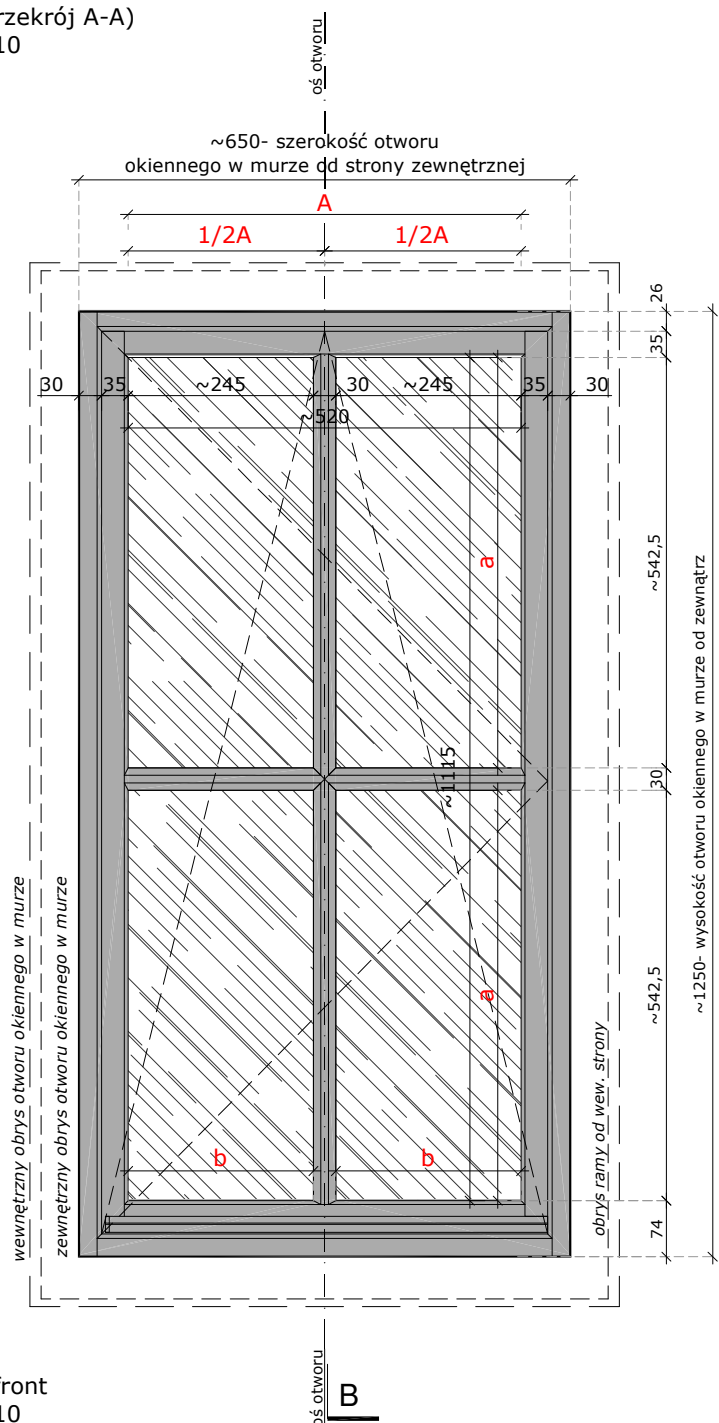 rzekrój A-A)
10
oś otworu
~650- szerokość otworu
okiennego w murze od strony zewnętrznej
A
1/2A
1/2A
26
35
30
35
~245
30
~245
35
30
~520
a
~542,5
~1250- wysokość otworu okiennego w murze od zewnątrz
~1115
30
wewnętrzny obrys otworu okiennego w murze
zewnętrzny obrys otworu okiennego w murze
a
~542,5
obrys ramy od wew. strony
b
b
74
front
10
oś otworu
B